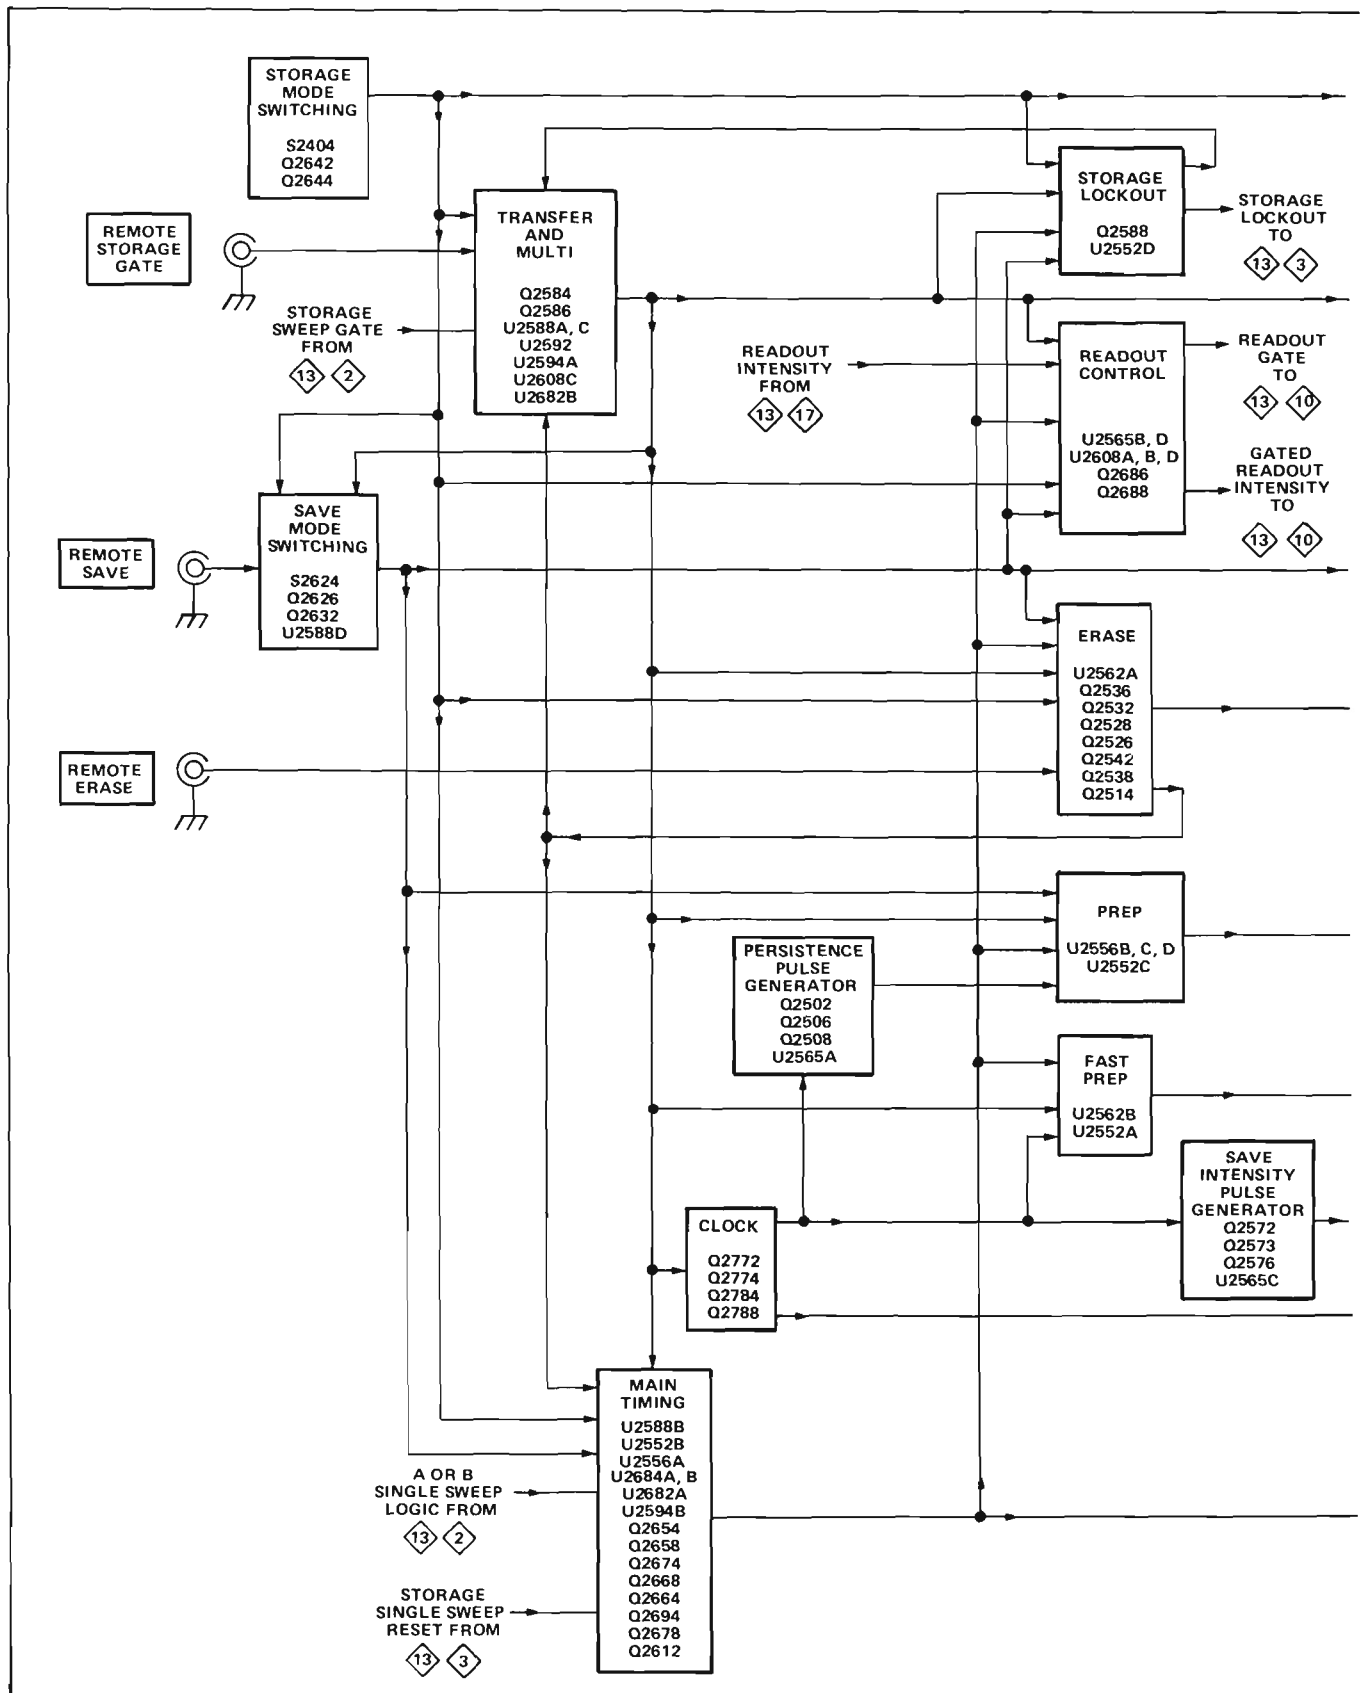 STORAGE
MODE
SWITCHING
S2404
Q2642
Q2644
REMOTE
STORAGE
GATE
STORAGE
SWEEP GATE
FROM
13 2
TRANSFER
AND
MULTI
Q2584
Q2586
U2588A, C
U2592
U2594A
U2608C
U2682B
STORAGE
LOCKOUT
Q2588
U2552D
STORAGE
LOCKOUT
TO
13 3
READOUT
INTENSITY
FROM
13 17
READOUT
CONTROL
U2565B, D
U2608A, B, D
Q2686
Q2688
READOUT
GATE
TO
13 10
GATED
READOUT
INTENSITY
TO
13 10
REMOTE
SAVE
SAVE
MODE
SWITCHING
S2624
Q2626
Q2632
U2588D
ERASE
U2562A
Q2536
Q2532
Q2528
Q2526
Q2542
Q2538
Q2514
REMOTE
ERASE
PREP
U2556B, C, D
U2552C
PERSISTENCE
PULSE
GENERATOR
Q2502
Q2506
Q2508
U2565A
FAST
PREP
U2562B
U2552A
SAVE
INTENSITY
PULSE
GENERATOR
Q2572
Q2573
Q2576
U2565C
CLOCK
Q2772
Q2774
Q2784
Q2788
MAIN
TIMING
U2588B
U2552B
U2556A
U2684A, B
U2682A
U2594B
Q2654
Q2658
Q2674
Q2668
Q2664
Q2694
Q2678
Q2612
A OR B
SINGLE SWEEP
LOGIC FROM
13 2
STORAGE
SINGLE SWEEP
RESET FROM
13 3